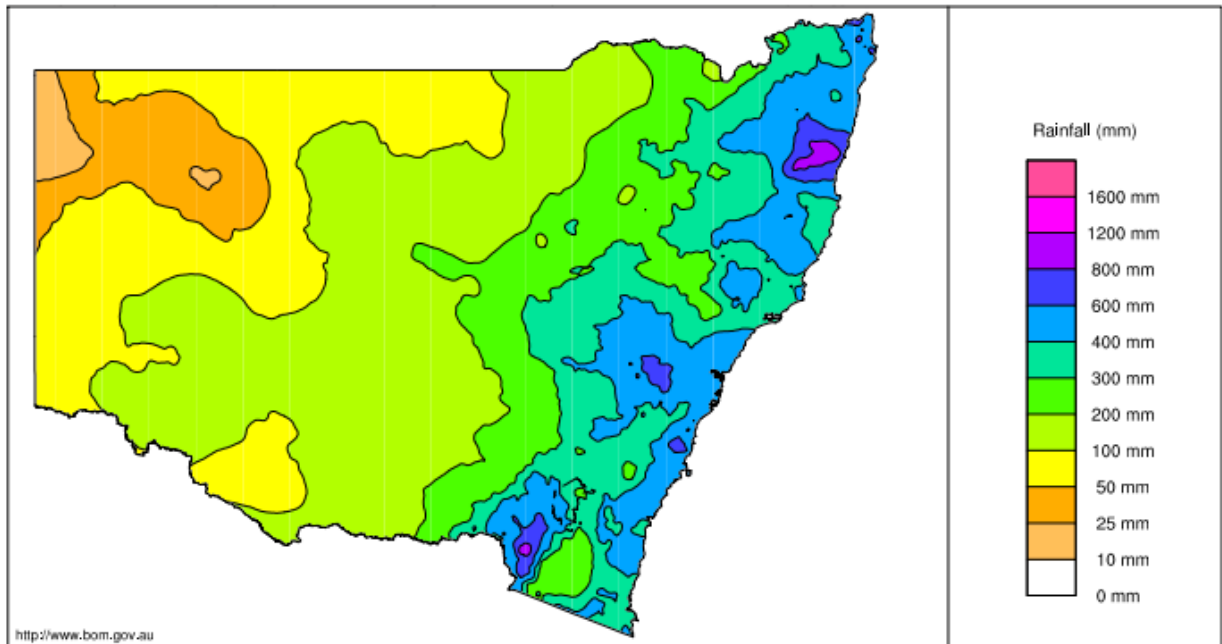 Rainfall (mm)
1600 mm
1200 mm
800 mm
600 mm
400 mm
300 mm
200 mm
100 mm
50 mm
25 mm
10 mm
0 mm
http://www.bom.gov.au